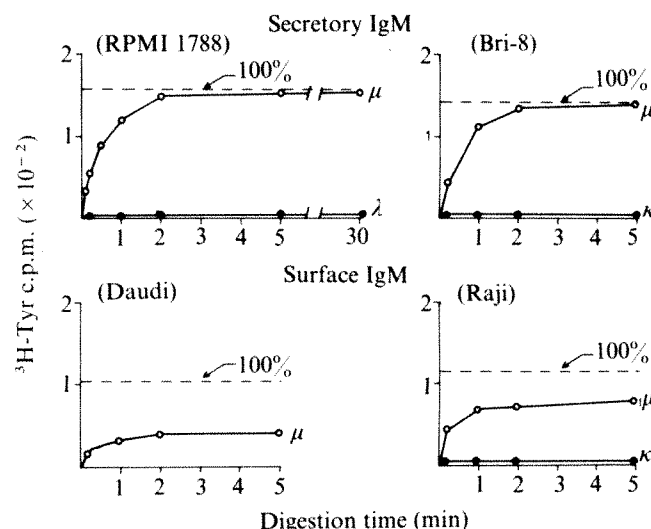 Secretory IgM
(RPMI 1788)
(Bri-8)
2
1
100%
μ
λ
1 2 3 4 5 30
2
1
100%
μ
κ
1 2 3 4 5
Surface IgM
(Daudi)
(Raji)
2
1
100%
μ
1 2 3 4 5
2
1
100%
μ
κ
1 2 3 4 5
³H-Tyr c.p.m. (× 10⁻²)
Digestion time (min)